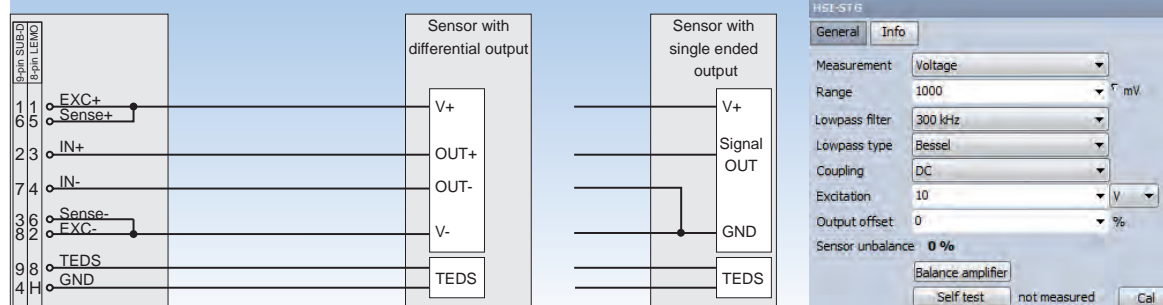 9-pin SUB-D
8-pin LEMO
1 1 EXC+
6 5 Sense+
2 3 IN+
7 4 IN-
3 6 Sense-
8 2 EXC-
9 8 TEDS
4 H GND
Sensor with
differential output
V+
OUT+
OUT-
V-
TEDS
Sensor with
single ended
output
V+
Signal
OUT
GND
TEDS
HSI-STG
General Info
Measurement Voltage
Range 1000 mV
Lowpass filter 300 kHz
Lowpass type Bessel
Coupling DC
Excitation 10 V
Output offset 0 %
Sensor unbalance 0 %
Balance amplifier
Self test not measured Cal